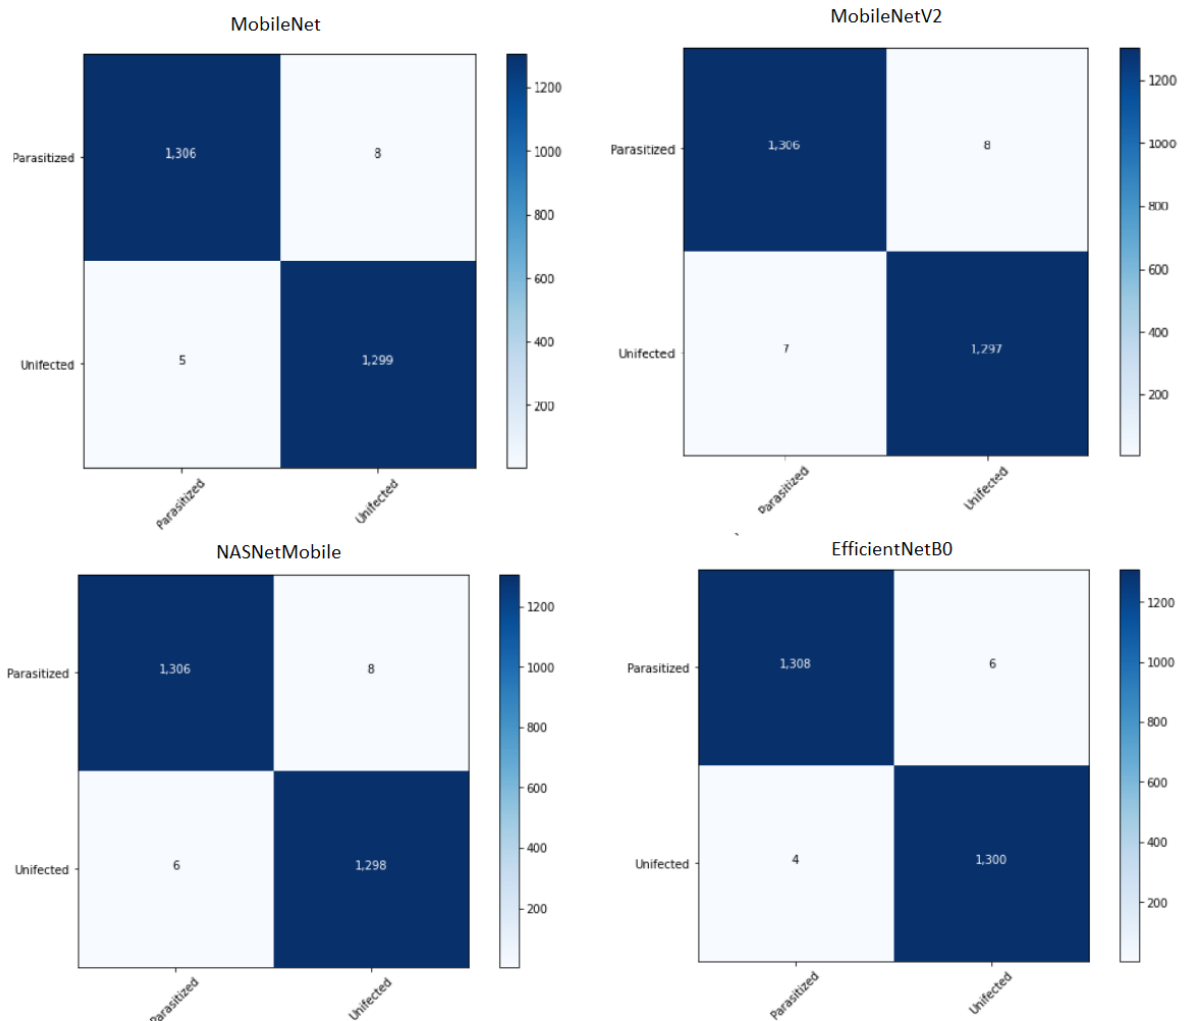 MobileNet
Parasitized
1,306
8
Unifected
5
1,299
Parasitized
Unifected
1200
1000
800
600
400
200
MobileNetV2
Parasitized
1,306
8
Unifected
7
1,297
Parasitized
Unifected
1200
1000
800
600
400
200
NASNetMobile
Parasitized
1,306
8
Unifected
6
1,298
Parasitized
Unifected
1200
1000
800
600
400
200
EfficientNetB0
Parasitized
1,308
6
Unifected
4
1,300
Parasitized
Unifected
1200
1000
800
600
400
200